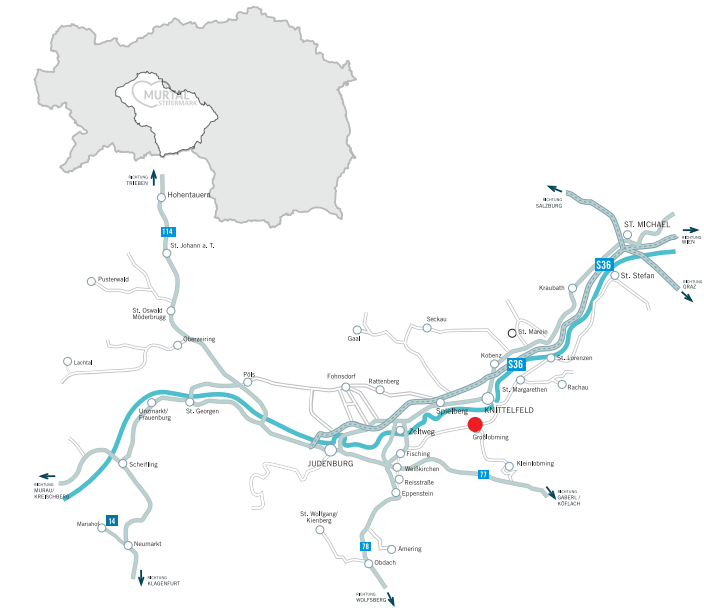 MURTAL
STEIERMARK
RICHTUNG
TRIEBEN
Hohentauern
114
St. Johann a. T.
RICHTUNG
SALZBURG
ST. MICHAEL
RICHTUNG
WIEN
S36
St. Stefan
RICHTUNG
GRAZ
Kraubath
Pusterwald
St. Oswald
Möderbrugg
Oberzeiring
Seckau
Gaal
St. Marein
Lachtal
Kobenz
S36
St. Lorenzen
Pöls
Fohnsdorf
Rattenberg
St. Margarethen
Rachau
Unzmarkt/
Frauenburg
St. Georgen
Spielberg
KNITTELFELD
Zeltweg
Großlobming
Fisching
JUDENBURG
Scheifling
Weißkirchen
Kleinlobming
77
RICHTUNG
MURAU/
KREISCHBERG
Reisstraße
Eppenstein
RICHTUNG
GABERL /
KÖFLACH
St. Wolfgang/
Kienberg
Mariahof
14
Neumarkt
78
Amering
Obdach
RICHTUNG
KLAGENFURT
RICHTUNG
WOLFSBERG